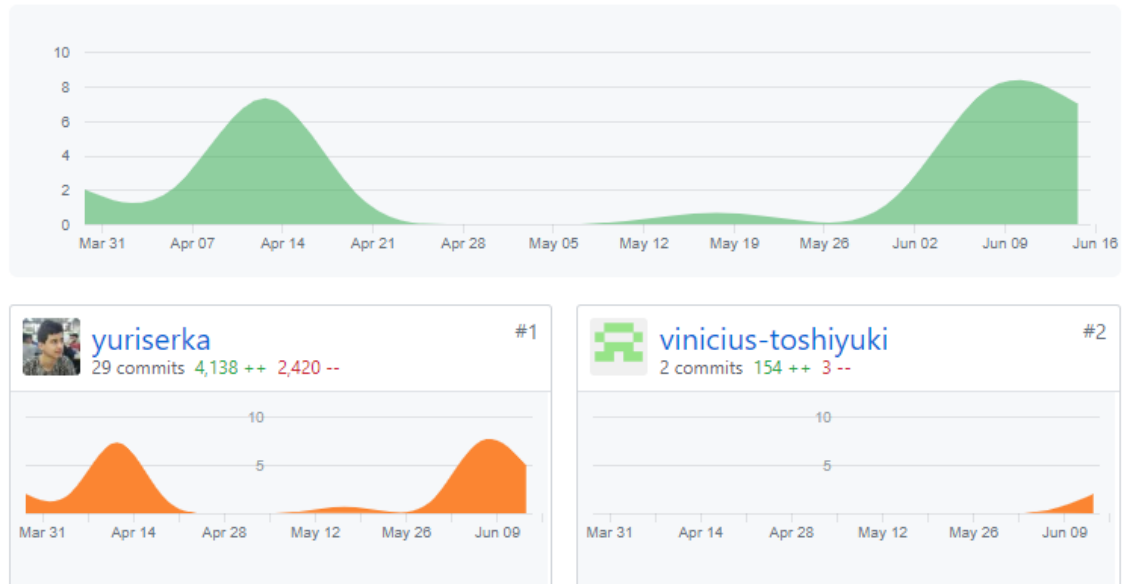 10
8
6
4
2
0
Mar 31 Apr 07 Apr 14 Apr 21 Apr 28 May 05 May 12 May 19 May 26 Jun 02 Jun 09 Jun 16
yuriserka #1
29 commits 4,138 ++ 2,420 --
10
5
Mar 31 Apr 14 Apr 28 May 12 May 26 Jun 09
vinicius-toshiyuki #2
2 commits 154 ++ 3 --
10
5
Mar 31 Apr 14 Apr 28 May 12 May 26 Jun 09